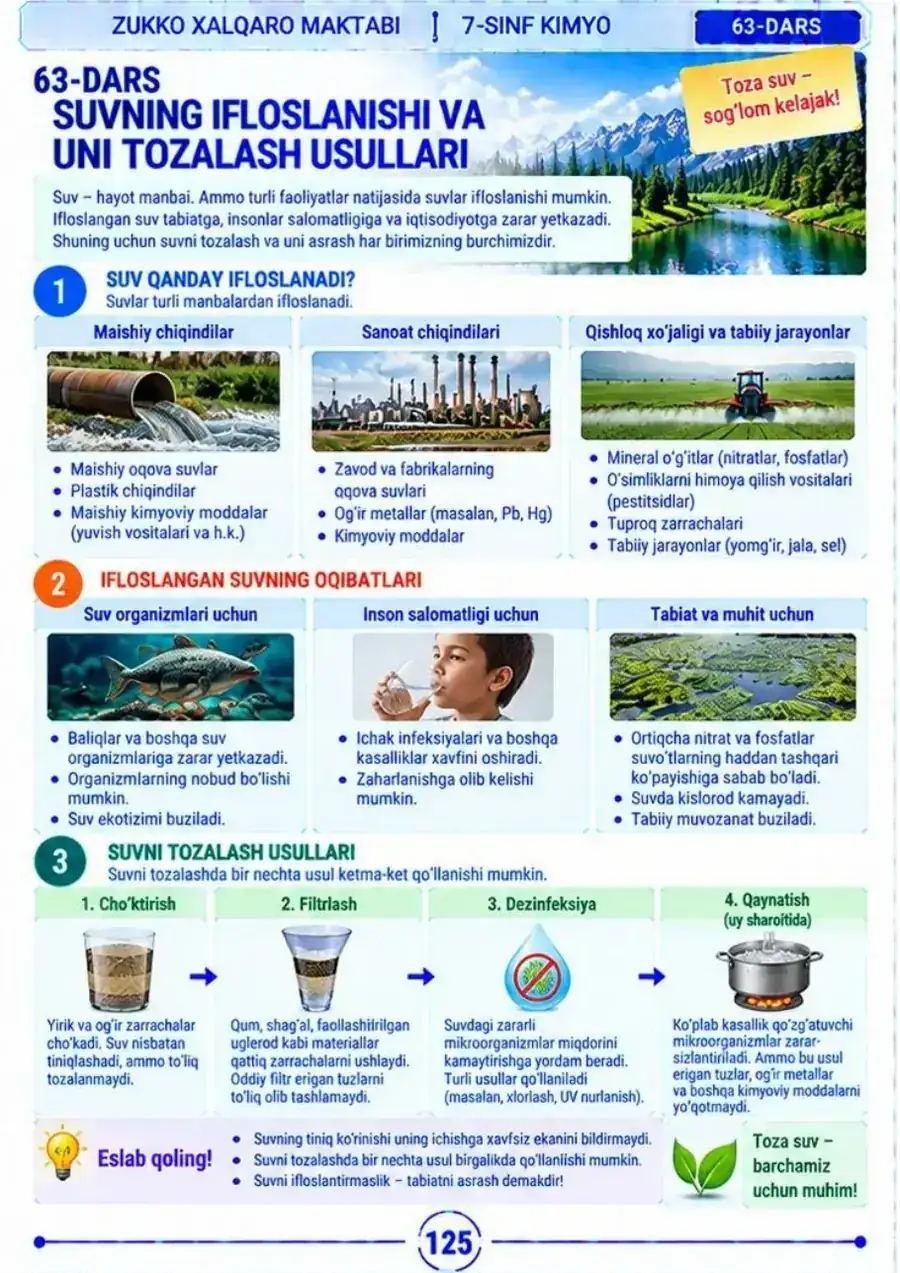 ZUKKO XALQARO MAKTABI
7-SINF KIMYO
63-DARS
63-DARS
SUVNING IFLOSLANISHI VA
UNI TOZALASH USULLARI
Toza suv –
sog‘lom kelajak!
Suv – hayot manbai. Ammo turli faoliyatlar natijasida suvlar ifloslanishi mumkin.
Ifloslangan suv tabiatga, insonlar salomatligiga va iqtisodiyotga zarar yetkazadi.
Shuning uchun suvni tozalash va uni asrash har birimizning burchimizdir.
1
SUV QANDAY IFLOSLANADI?
Suvlar turli manbalardan ifloslanadi.
Maishiy chiqindilar
• Maishiy oqova suvlar
• Plastik chiqindilar
• Maishiy kimyoviy moddalar
(yuvish vositalari va h.k.)
Sanoat chiqindilari
• Zavod va fabrikalarning
oqova suvlari
• Og‘ir metallar (masalan, Pb, Hg)
• Kimyoviy moddalar
Qishloq xo‘jaligi va tabiiy jarayonlar
• Mineral o‘g‘itlar (nitratlar, fosfatlar)
• O‘simliklarni himoya qilish vositalari
(pestitsidlar)
• Tuproq zarrachalari
• Tabiiy jarayonlar (yomg‘ir, jala, sel)
2
IFLOSLANGAN SUVNING OQIBATLARI
Suv organizmlari uchun
• Baliqlar va boshqa suv
organizmlariga zarar yetkazadi.
• Organizmlarning nobud bo‘lishi
mumkin.
• Suv ekotizimi buziladi.
Inson salomatligi uchun
• Ichak infeksiyalari va boshqa
kasalliklar xavfini oshiradi.
• Zaharlanishga olib kelishi
mumkin.
Tabiat va muhit uchun
• Ortiqcha nitrat va fosfatlar
suvo‘tlarning haddan tashqari
ko‘payishiga sabab bo‘ladi.
• Suvda kislorod kamayadi.
• Tabiiy muvozanat buziladi.
3
SUVNI TOZALASH USULLARI
Suvni tozalashda bir nechta usul ketma-ket qo‘llanishi mumkin.
1. Cho‘ktirish
Yirik va og‘ir zarrachalar
cho‘kadi. Suv nisbatan
tiniqlashadi, ammo to‘liq
tozalanmaydi.
2. Filtrlash
Qum, shag‘al, faollashilrilgan
uglerod kabi materiallar
qattiq zarrachalarni ushlaydi.
Oddiy filtr erigan tuzlarni
to‘liq olib tashlamaydi.
3. Dezinfeksiya
Suvdagi zararli
mikroorganizmlar miqdorini
kamaytirishga yordam beradi.
Turli usullar qo‘llaniladi
(masalan, xlorlash, UV nurlanish).
4. Qaynatish
(uy sharoitida)
Ko‘plab kasallik qo‘zg‘atuvchi
mikroorganizmlar zarar-
sizlantiriladi. Ammo bu usul
erigan tuzlar, og‘ir metallar
va boshqa kimyoviy moddalarni
yo‘qotmaydi.
Eslab qoling!
• Suvning tiniq ko‘rinishi uning ichishga xavfsiz ekanini bildirmaydi.
• Suvni tozalashda bir nechta usul birgalikda qo‘llanlishi mumkin.
• Suvni ifloslantirmaslik – tabiatni asrash demakdir!
Toza suv –
barchamiz
uchun muhim!
125